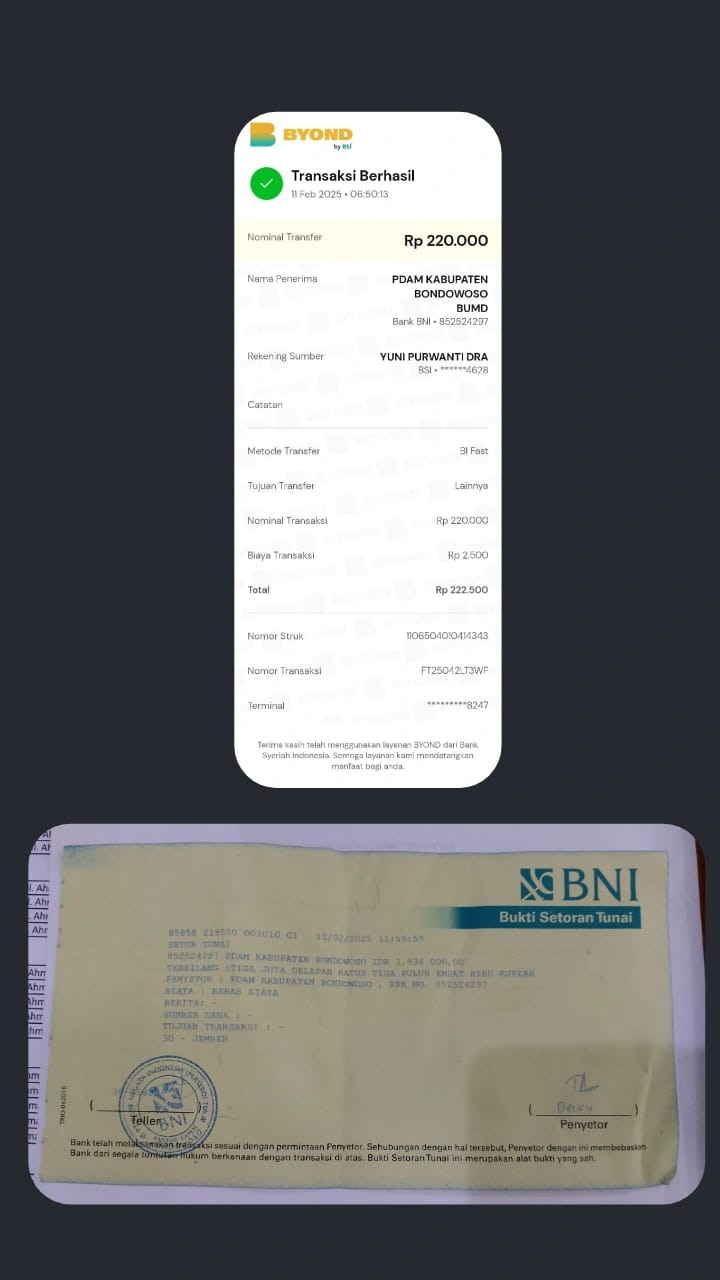 BYOND
by BSI
Transaksi Berhasil
11 Feb 2025 • 06:50:13
Nominal Transfer Rp 220.000
Nama Penerima PDAM KABUPATEN
BONDOWOSO
BUMD
Bank BNI • 852524297
Rekening Sumber YUNI PURWANTI DRA
BSI • ******4628
Catatan
Metode Transfer BI Fast
Tujuan Transfer Lainnya
Nominal Transaksi Rp 220.000
Biaya Transaksi Rp 2.500
Total Rp 222.500
Nomor Struk 1106504010414343
Nomor Transaksi FT25042LT3WF
Terminal *********8247
Terima kasih telah menggunakan layanan BYOND dari Bank
Syariah Indonesia. Semoga layanan kami mendatangkan
manfaat bagi anda.
BNI
Bukti Setoran Tunai
85858 219550 001010 01 11/02/2025 11:59:55
SETOR TUNAI
852524297 PDAM KABUPATEN BONDOWOSO IDR 3,834,000.00
TERBILANG :TIGA JUTA DELAPAN RATUS TIGA PULUH EMPAT RIBU RUPIAH
PENYETOR : PDAM KABUPATEN BONDOWOSO , REK NO. 852524297
BIAYA : BEBAS BIAYA
BERITA: -
SUMBER DANA : -
TUJUAN TRANSAKSI : -
30 - JEMBER
BNI
( )
Teller
( Decky )
Penyetor
Bank telah melaksanakan transaksi sesuai dengan permintaan Penyetor. Sehubungan dengan hal tersebut, Penyetor dengan ini membebasian
Bank dari segala tuntutan hukum berkenaan dengan transaksi di atas. Bukti Setoran Tunai ini merupakan alat bukti yang sah.